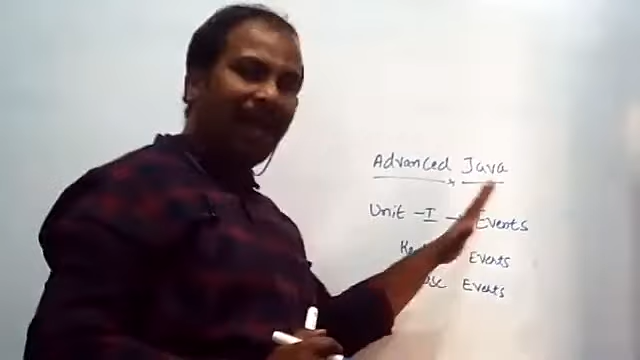 Advanced Java
Unit - I → Events
Events
Events